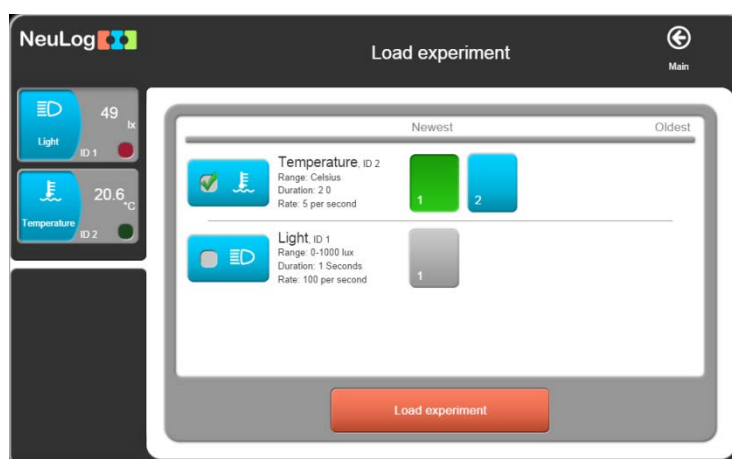 NeuLog
Load experiment
Main
49
lx
Light
ID 1
20.6
°C
Temperature
ID 2
Newest
Oldest
Temperature, ID 2
Range: Celsius
Duration: 2 0
Rate: 5 per second
1
2
Light, ID 1
Range: 0-1000 lux
Duration: 1 Seconds
Rate: 100 per second
1
Load experiment